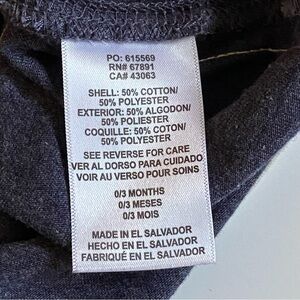 PO: 615569
RN# 67891
CA# 43063
SHELL: 50% COTTON/
50% POLYESTER
EXTERIOR: 50% ALGODON/
50% POLYESTER
COQUILLE: 50% COTTON/
50% POLYESTER
SEE REVERSE FOR CARE
VER AL DORSO PARA CUIDADO
VOIR AU VERSO POUR SOINS
0/3 MONTHS
0/3 MESES
0/3 MOIS
MADE IN EL SALVADOR
HECHO EN EL SALVADOR
FABRIQUÉ EN EL SALVADOR